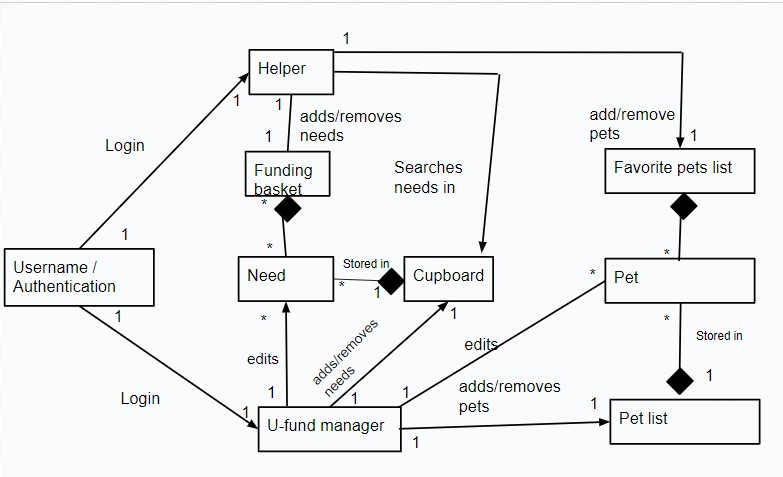 1
Helper
1
1
adds/removes
needs
add/remove
pets
1
Login
1
Searches
needs in
Funding
basket
Favorite pets list
*
1
*
*
Username /
Authentication
Need
Stored in
*
1
Cupboard
*
Pet
1
*
1
*
Stored in
edits
adds/removes
needs
edits
1
Login
1
1
1
1
adds/removes
pets
1
1
U-fund manager
Pet list
1